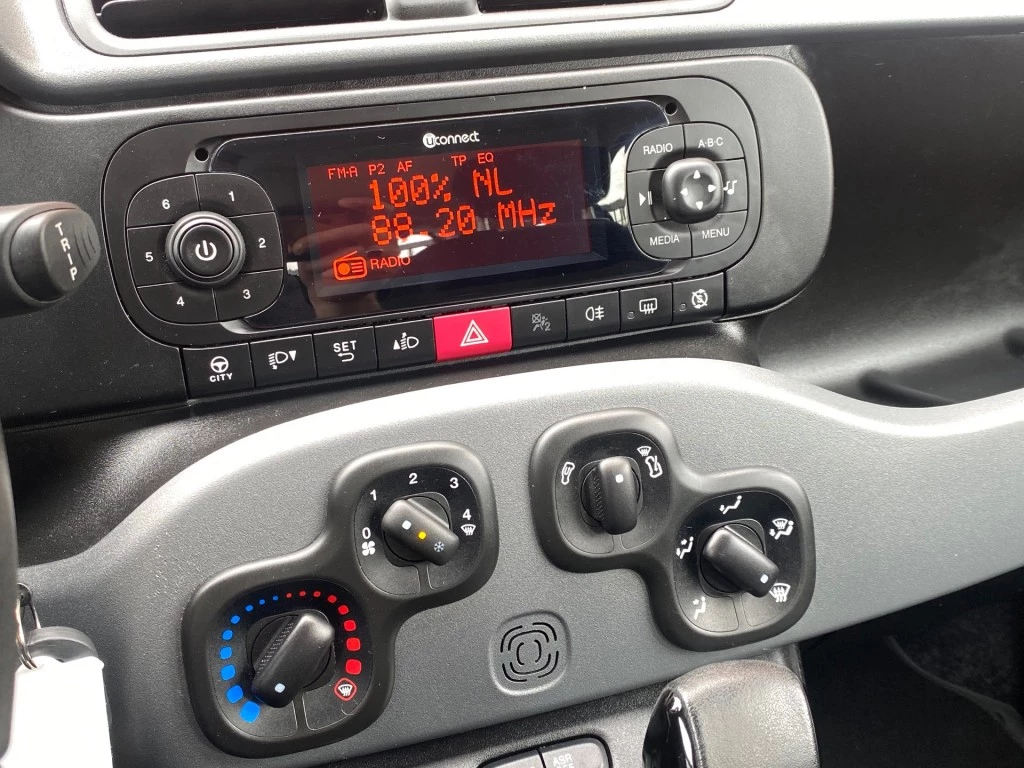 uconnect
FM-A P2 AF TP EQ
100% NL
88.20 MHz
RADIO
6 1
5 2
4 3
RADIO A·B·C
MEDIA MENU
TRIP
CITY
SET
0 1 2 3 4
ASR